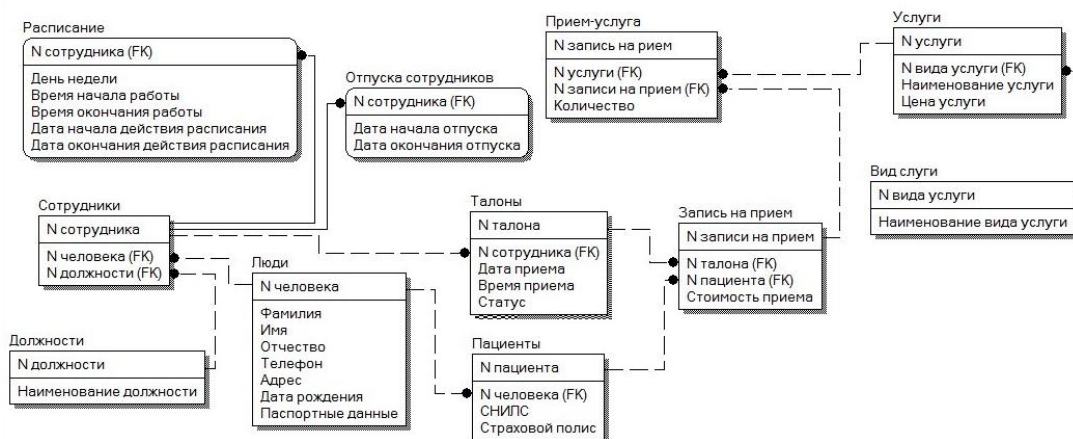 Расписание
N сотрудника (FK)
День недели
Время начала работы
Время окончания работы
Дата начала действия расписания
Дата окончания действия расписания
Отпуска сотрудников
N сотрудника (FK)
Дата начала отпуска
Дата окончания отпуска
Прием-услуга
N запись на рием
N услуги (FK)
N записи на прием (FK)
Количество
Услуги
N услуги
N вида услуги (FK)
Наименование услуги
Цена услуги
Вид слуги
N вида услуги
Наименование вида услуги
Сотрудники
N сотрудника
N человека (FK)
N должности (FK)
Люди
N человека
Фамилия
Имя
Отчество
Телефон
Адрес
Дата рождения
Паспортные данные
Талоны
N талона
N сотрудника (FK)
Дата приема
Время приема
Статус
Запись на прием
N записи на прием
N талона (FK)
N пациента (FK)
Стоимость приема
Должности
N должности
Наименование должности
Пациенты
N пациента
N человека (FK)
СНИЛС
Страховой полис